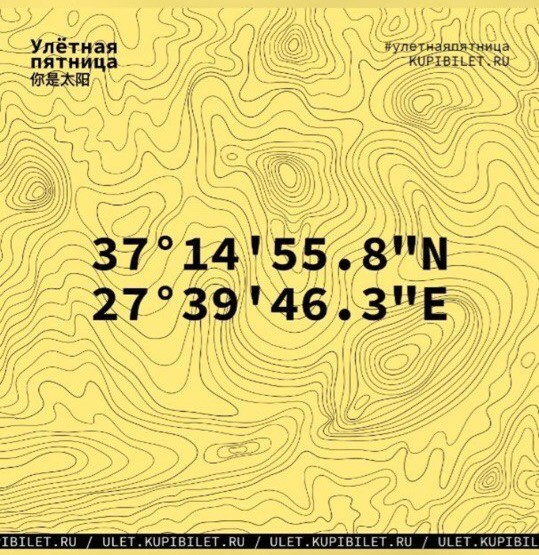 Улётная
пятница
你是太阳
#улетнаяпятница
KUPIBILET.RU
37°14'55.8"N
27°39'46.3"E
IBILET.RU / ULET.KUPIBILET.RU / ULET.KUPIBILET.RU / ULET.KUPIBIL